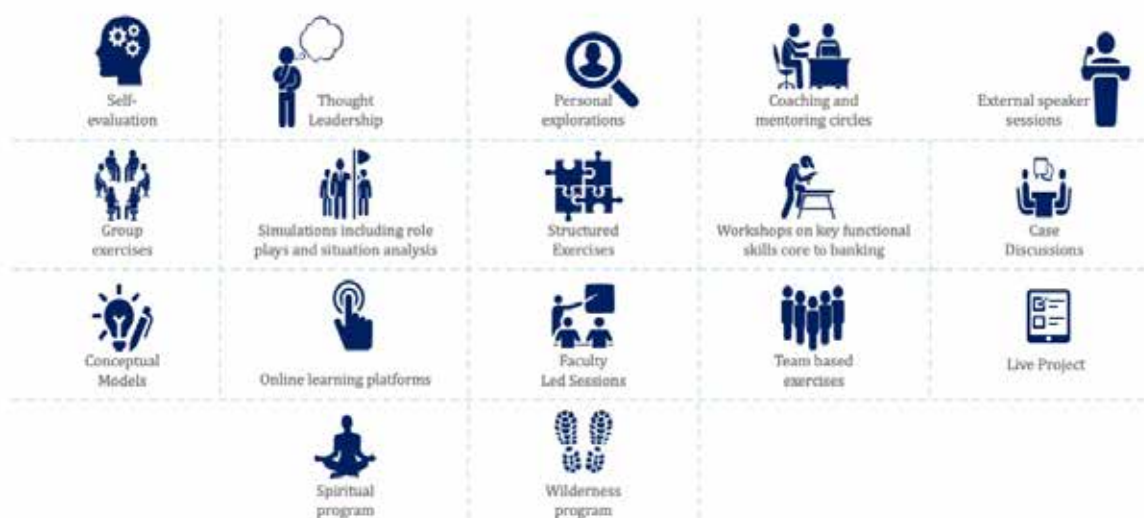 Self-
evaluation
Thought
Leadership
Personal
explorations
Coaching and
mentoring circles
External speaker
sessions
Group
exercises
Simulations including role
plays and situation analysis
Structured
Exercises
Workshops on key functional
skills core to banking
Case
Discussions
Conceptual
Models
Online learning platforms
Faculty
Led Sessions
Team based
exercises
Live Project
Spiritual
program
Wilderness
program